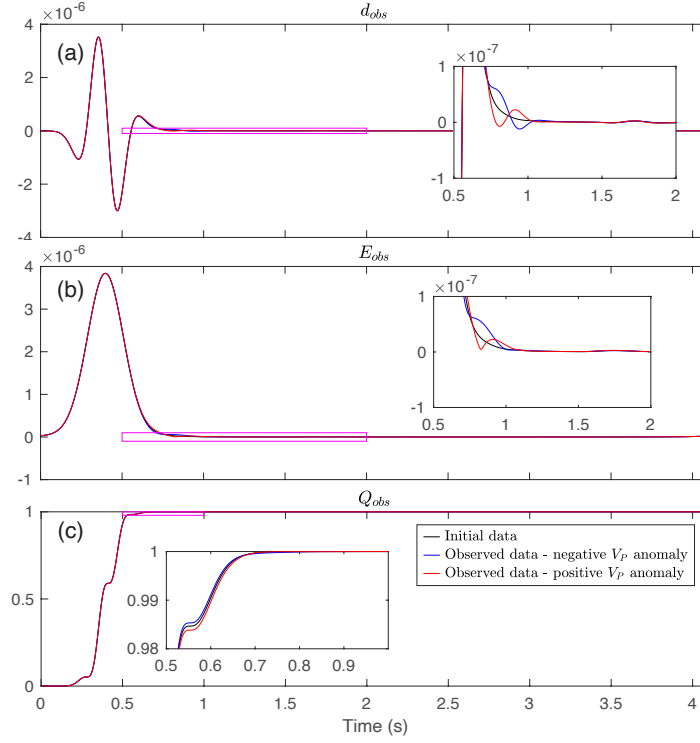 ×10⁻⁶ d_obs
4
2
0
-2
-4
(a)
×10⁻⁷
1
0
-1
0.5 1 1.5 2
×10⁻⁶ E_obs
4
3
2
1
0
-1
(b)
×10⁻⁷
1
0
-1
0.5 1 1.5 2
Q_obs
1
0.5
0
(c)
1
0.99
0.98
0.5 0.6 0.7 0.8 0.9
Initial data
Observed data - negative V_P anomaly
Observed data - positive V_P anomaly
0 0.5 1 1.5 2 2.5 3 3.5 4
Time (s)